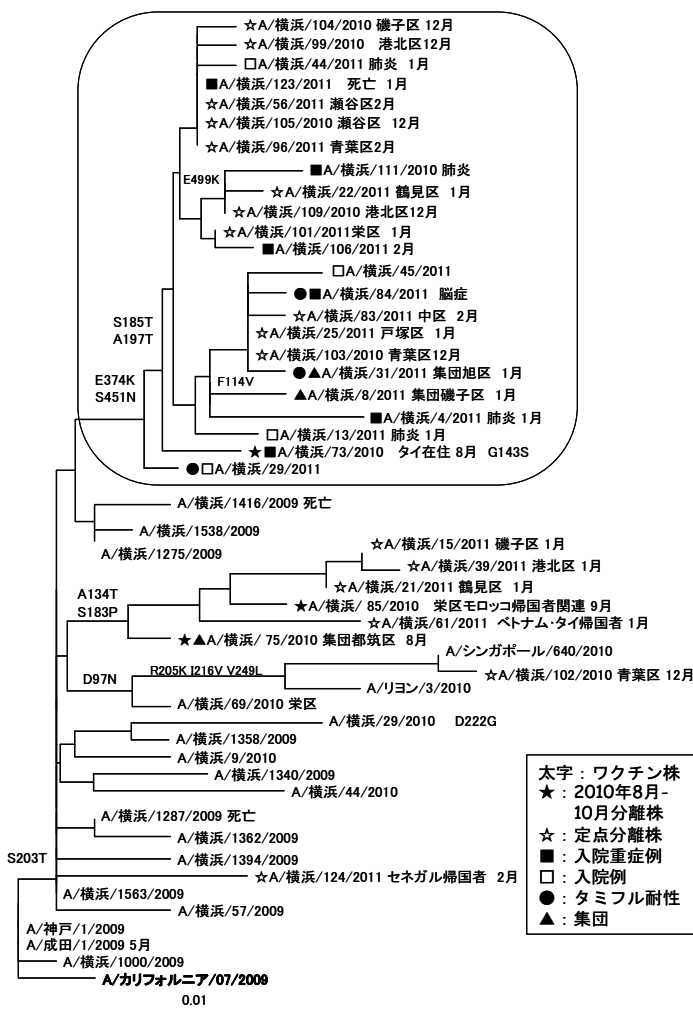 ☆A/横浜/104/2010 磯子区 12月
☆A/横浜/99/2010 港北区12月
□A/横浜/44/2011 肺炎 1月
■A/横浜/123/2011 死亡 1月
☆A/横浜/56/2011 瀬谷区2月
☆A/横浜/105/2010 瀬谷区 12月
☆A/横浜/96/2011 青葉区2月
■A/横浜/111/2010 肺炎
E499K
☆A/横浜/22/2011 鶴見区 1月
☆A/横浜/109/2010 港北区12月
☆A/横浜/101/2011栄区 1月
■A/横浜/106/2011 2月
□A/横浜/45/2011
●■A/横浜/84/2011 脳症
☆A/横浜/83/2011 中区 2月
S185T
A197T
☆A/横浜/25/2011 戸塚区 1月
☆A/横浜/103/2010 青葉区12月
●▲A/横浜/31/2011 集団旭区 1月
E374K
S451N
F114V
▲A/横浜/8/2011 集団磯子区 1月
■A/横浜/4/2011 肺炎 1月
□A/横浜/13/2011 肺炎 1月
★■A/横浜/73/2010 タイ在住 8月 G143S
●□A/横浜/29/2011
A/横浜/1416/2009 死亡
A/横浜/1538/2009
A/横浜/1275/2009
☆A/横浜/15/2011 磯子区 1月
☆A/横浜/39/2011 港北区 1月
☆A/横浜/21/2011 鶴見区 1月
A134T
S183P
★A/横浜/ 85/2010 栄区モロッコ帰国者関連 9月
☆A/横浜/61/2011 ベトナム・タイ帰国者 1月
★▲A/横浜/ 75/2010 集団都筑区 8月
A/シンガポール/640/2010
R205K I216V V249L
☆A/横浜/102/2010 青葉区 12月
D97N
A/リヨン/3/2010
A/横浜/69/2010 栄区
A/横浜/29/2010 D222G
A/横浜/1358/2009
A/横浜/9/2010
A/横浜/1340/2009
A/横浜/44/2010
A/横浜/1287/2009 死亡
A/横浜/1362/2009
S203T
A/横浜/1394/2009
☆A/横浜/124/2011 セネガル帰国者 2月
A/横浜/1563/2009
A/横浜/57/2009
A/神戸/1/2009
A/成田/1/2009 5月
A/横浜/1000/2009
A/カリフォルニア/07/2009
0.01
太字：ワクチン株
★：2010年8月-
10月分離株
☆：定点分離株
■：入院重症例
□：入院例
●：タミフル耐性
▲：集団